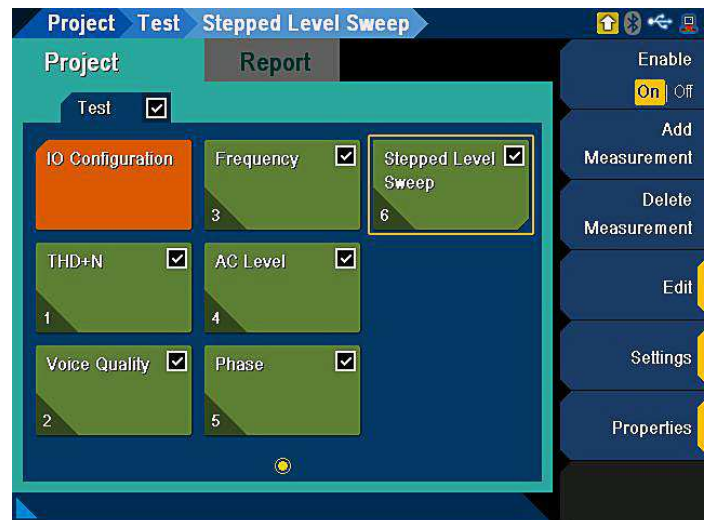 Project Test Stepped Level Sweep
Project Report
Test
IO Configuration
Frequency
3
Stepped Level
Sweep
6
THD+N
1
AC Level
4
Voice Quality
2
Phase
5
Enable
On | Off
Add
Measurement
Delete
Measurement
Edit
Settings
Properties